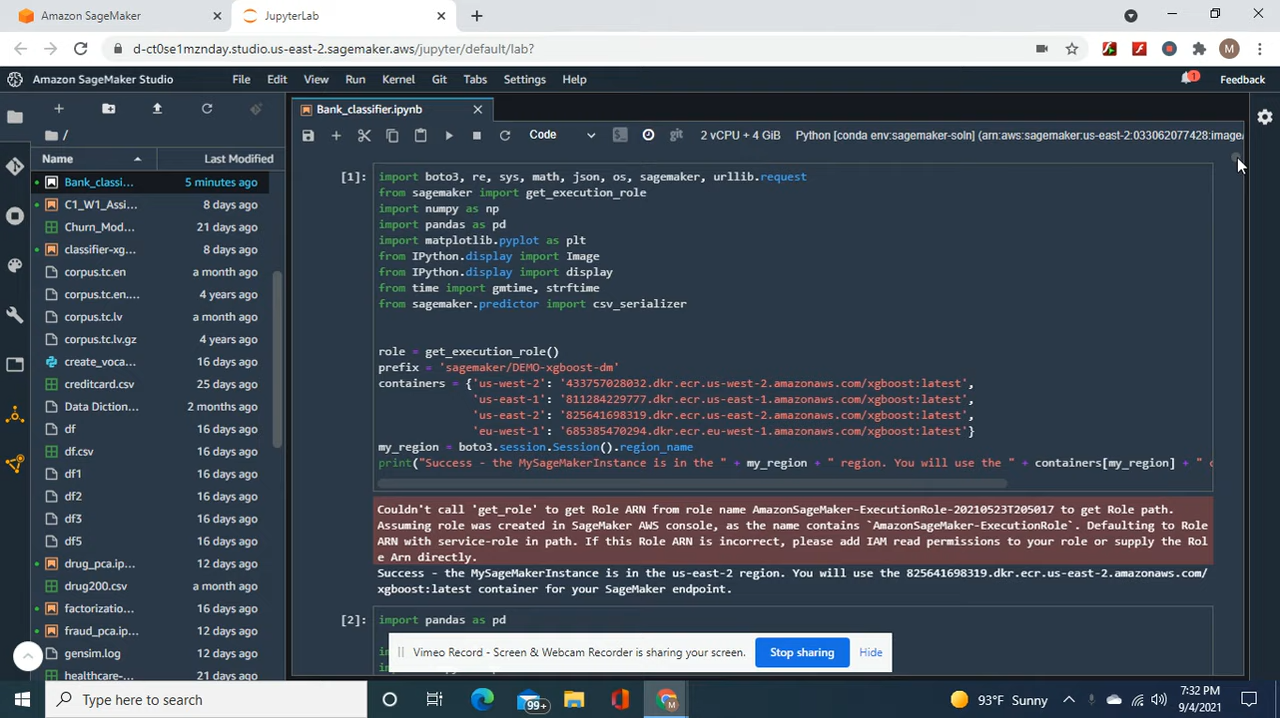 Amazon SageMaker
JupyterLab
d-ct0se1mznday.studio.us-east-2.sagemaker.aws/jupyter/default/lab?
M
Amazon SageMaker Studio
File Edit View Run Kernel Git Tabs Settings Help
1
Feedback
/
Name Last Modified
Bank_classi... 5 minutes ago
C1_W1_Assi... 8 days ago
Churn_Mod... 21 days ago
classifier-xg... 8 days ago
corpus.tc.en a month ago
corpus.tc.en.... 4 years ago
corpus.tc.lv a month ago
corpus.tc.lv.gz 4 years ago
create_voca... 16 days ago
creditcard.csv 25 days ago
Data Diction... 2 months ago
df 16 days ago
df.csv 16 days ago
df1 16 days ago
df2 16 days ago
df3 16 days ago
df5 16 days ago
drug_pca.ip... 16 days ago
drug200.csv a month ago
factorizatio... 16 days ago
fraud_pca.ip... 12 days ago
gensim.log 12 days ago
healthcare-... 16 days ago
Bank_classifier.ipynb
Code
git
2 vCPU + 4 GiB
Python [conda env:sagemaker-soln] (arn:aws:sagemaker:us-east-2:033062077428:image/
[1]:
import boto3, re, sys, math, json, os, sagemaker, urllib.request
from sagemaker import get_execution_role
import numpy as np
import pandas as pd
import matplotlib.pyplot as plt
from IPython.display import Image
from IPython.display import display
from time import gmtime, strftime
from sagemaker.predictor import csv_serializer
role = get_execution_role()
prefix = 'sagemaker/DEMO-xgboost-dm'
containers = {'us-west-2': '433757028032.dkr.ecr.us-west-2.amazonaws.com/xgboost:latest',
'us-east-1': '811284229777.dkr.ecr.us-east-1.amazonaws.com/xgboost:latest',
'us-east-2': '825641698319.dkr.ecr.us-east-2.amazonaws.com/xgboost:latest',
'eu-west-1': '685385470294.dkr.ecr.eu-west-1.amazonaws.com/xgboost:latest'}
my_region = boto3.session.Session().region_name
print("Success - the MySageMakerInstance is in the " + my_region + " region. You will use the " + containers[my_region] + " c
Couldn't call 'get_role' to get Role ARN from role name AmazonSageMaker-ExecutionRole-20210523T205017 to get Role path.
Assuming role was created in SageMaker AWS console, as the name contains `AmazonSageMaker-ExecutionRole`. Defaulting to Role
ARN with service-role in path. If this Role ARN is incorrect, please add IAM read permissions to your role or supply the Rol
e Arn directly.
Success - the MySageMakerInstance is in the us-east-2 region. You will use the 825641698319.dkr.ecr.us-east-2.amazonaws.com/
xgboost:latest container for your SageMaker endpoint.
[2]:
import pandas as pd
Vimeo Record - Screen & Webcam Recorder is sharing your screen.
Stop sharing
Hide
Type here to search
99+
M
93°F Sunny
7:32 PM
9/4/2021